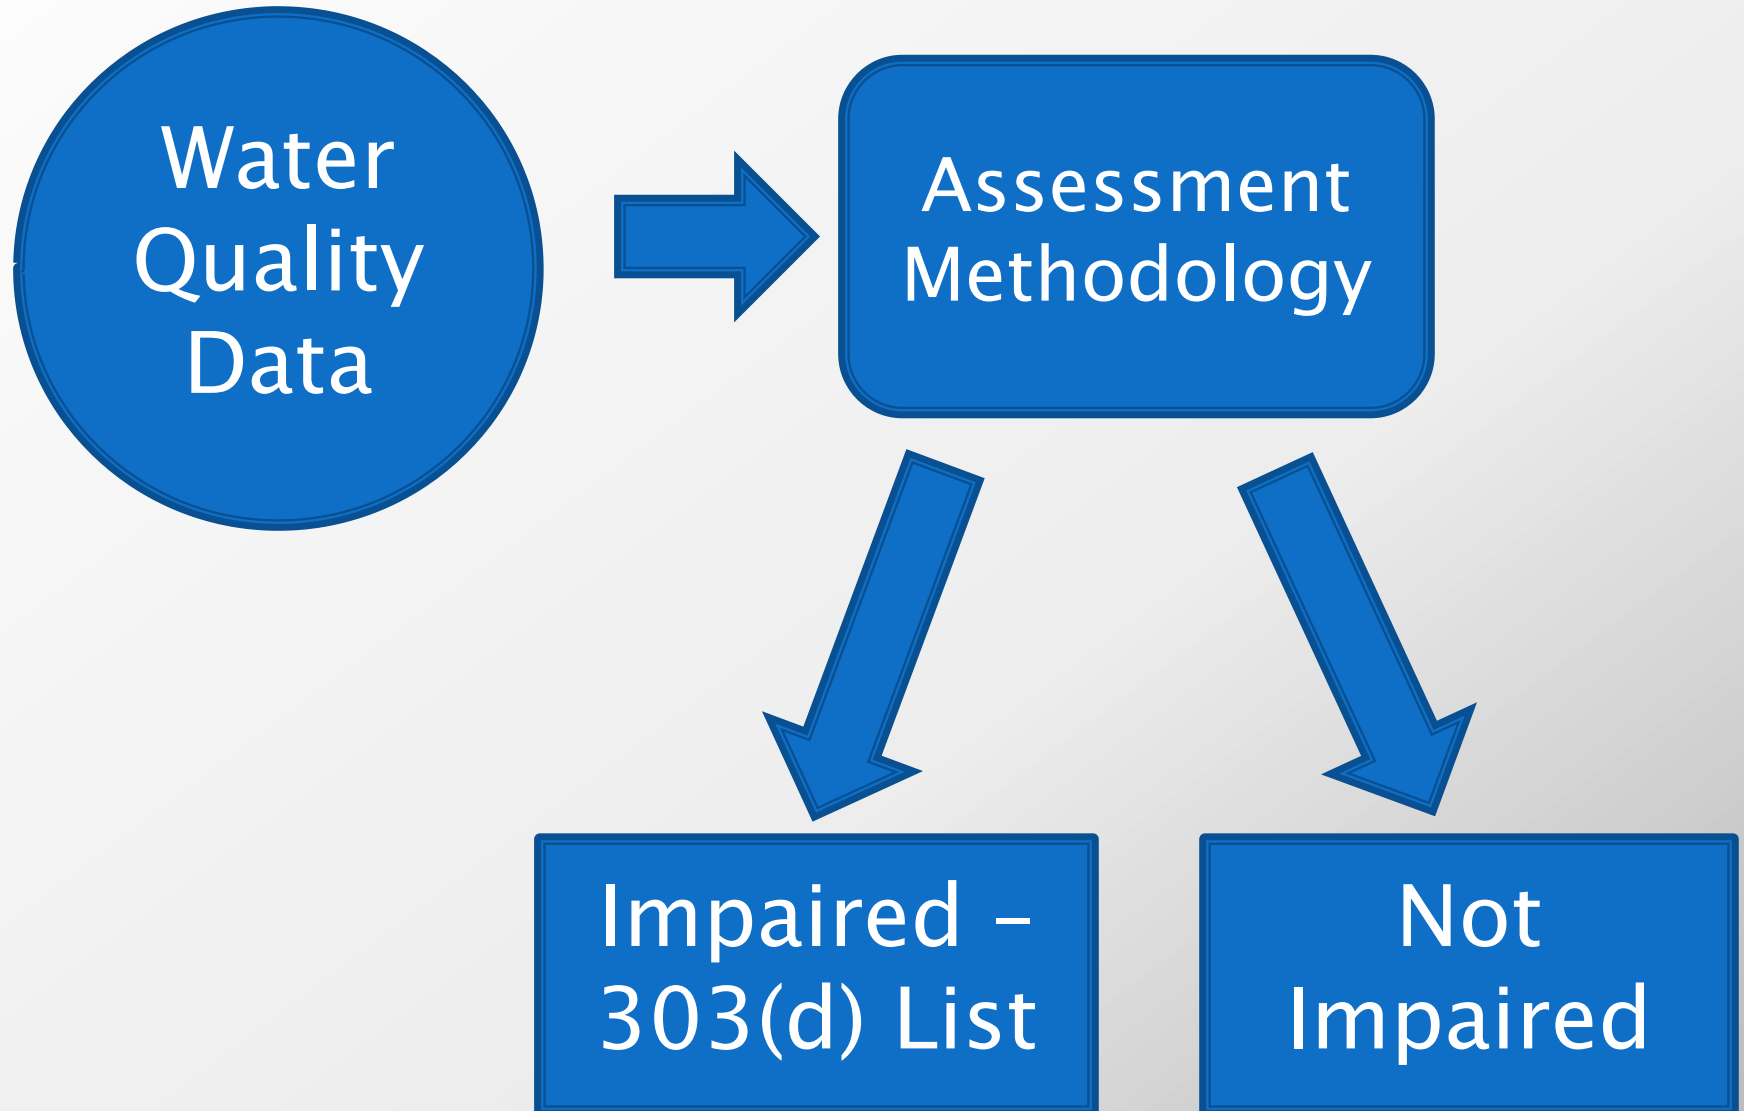 Water
Quality
Data
Assessment
Methodology
Impaired –
303(d) List
Not
Impaired